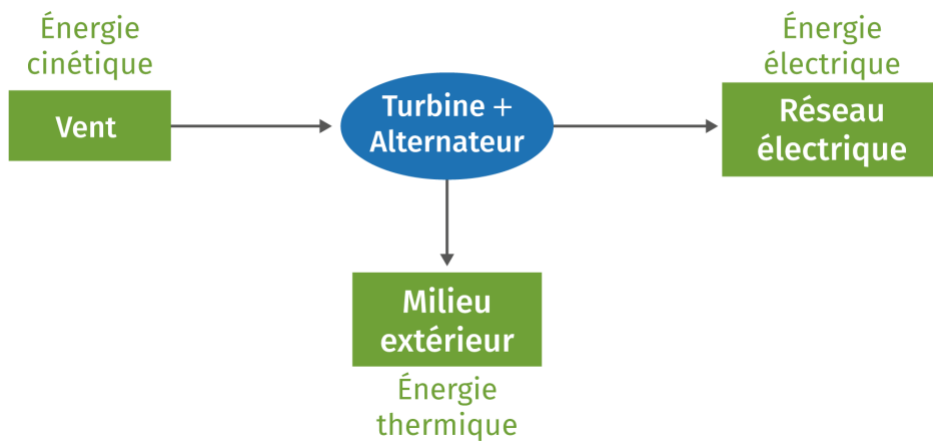 Énergie
cinétique
Vent
Turbine +
Alternateur
Énergie
électrique
Réseau
électrique
Milieu
extérieur
Énergie
thermique